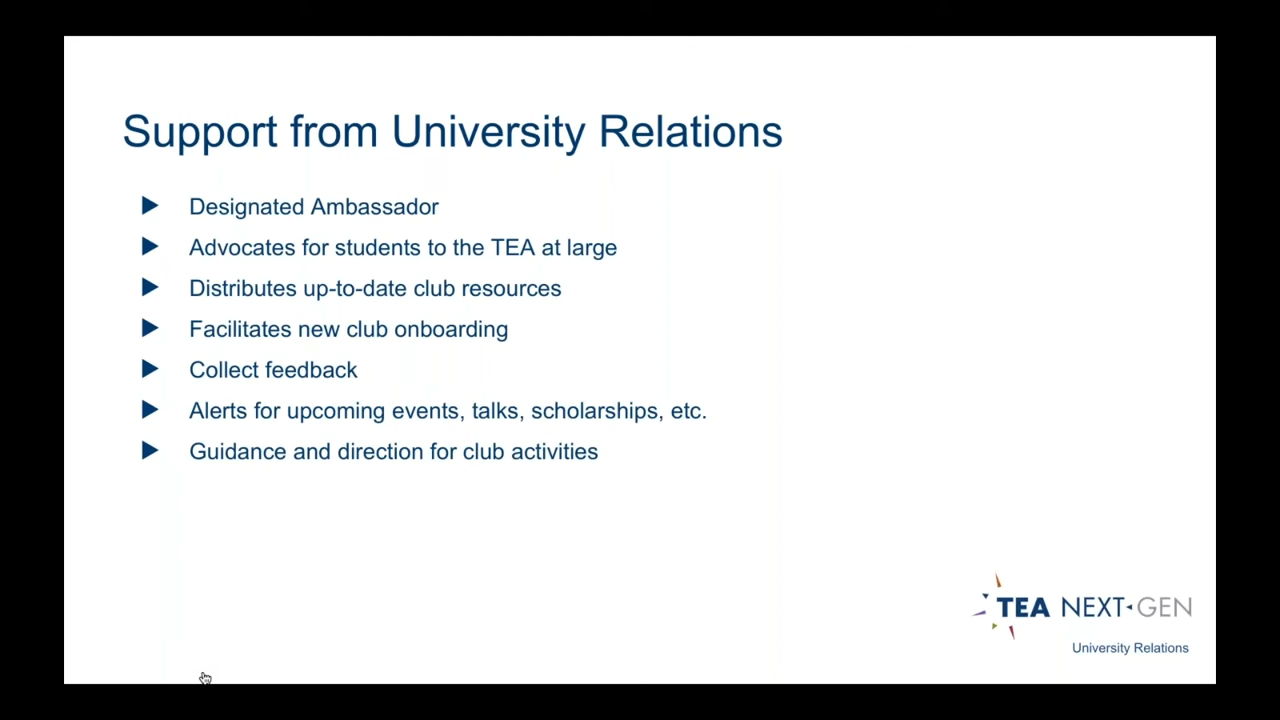 Support from University Relations
Designated Ambassador
Advocates for students to the TEA at large
Distributes up-to-date club resources
Facilitates new club onboarding
Collect feedback
Alerts for upcoming events, talks, scholarships, etc.
Guidance and direction for club activities
TEA NEXT GEN
University Relations